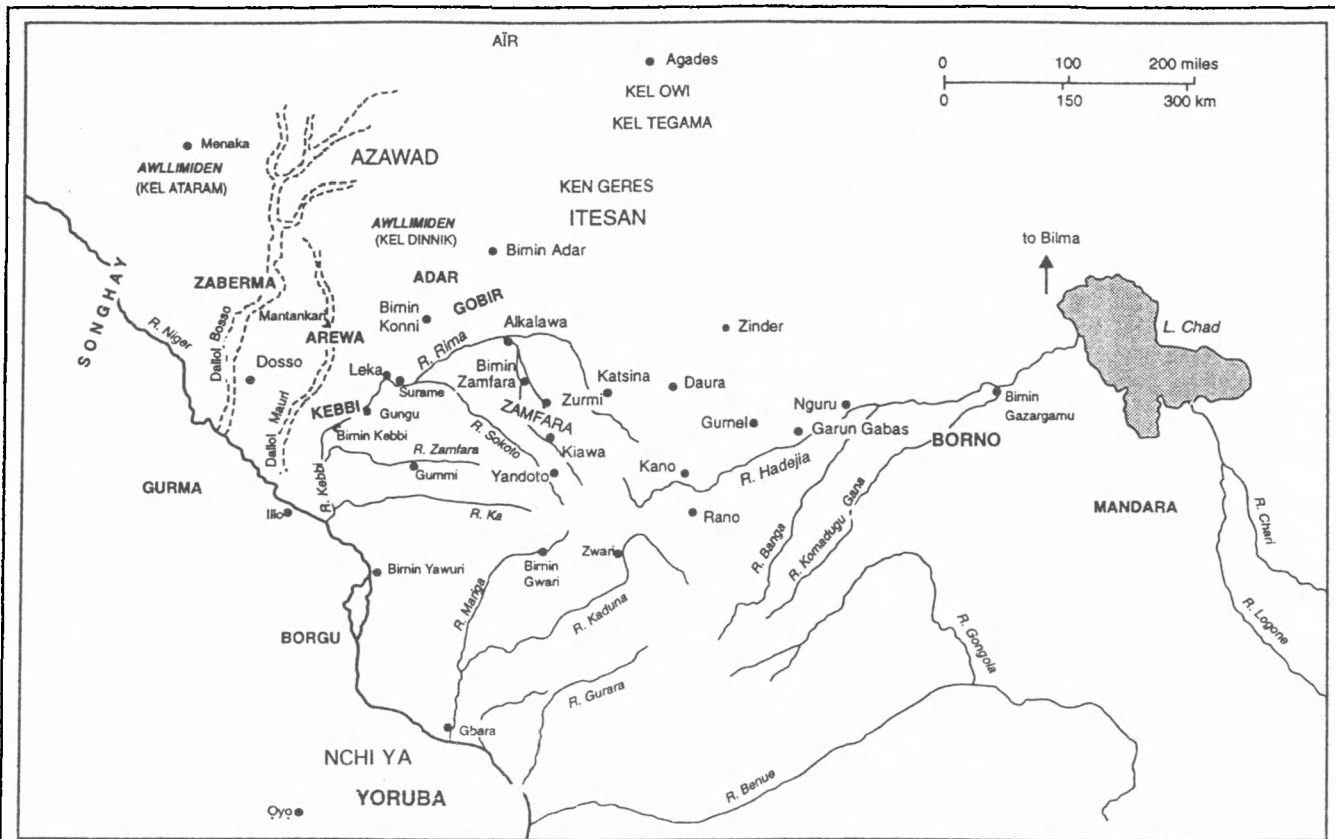 AÏR
Agades
KEL OWI
KEL TEGAMA
0 100 200 miles
0 150 300 km
Menaka
AWLLIMIDEN
(KEL ATARAM)
AZAWAD
KEN GERES
ITESAN
AWLLIMIDEN
(KEL DINNIK)
Birnin Adar
to Bilma
SONGHAY
ZABERMA
ADAR
GOBIR
L. Chad
R. Niger
Dallol Bosso
Mantankari
AREWA
Birnin
Konni
Alkalawa
Zinder
Dosso
R. Rima
Leka
Surame
Birnin
Zamfara
Katsina
Daura
Zurmi
Nguru
Birnin
Gazargamu
Dallol Mauri
KEBBI
Gungu
ZAMFARA
Gumel
Garun Gabas
BORNO
Birnin Kebbi
R. Sokolo
Kiawa
R. Zamfara
Gummi
Yandoto
Kano
R. Hadejia
GURMA
R. Kebbi
Illo
R. Ka
Rano
MANDARA
R. Chari
R. Banga
R. Komadugu Gana
Birnin Yawuri
Birnin
Gwari
Zwari
R. Mariga
R. Kaduna
R. Logone
BORGU
R. Gongola
R. Gurara
Gbara
NCHI YA
YORUBA
R. Benue
Ọyọ